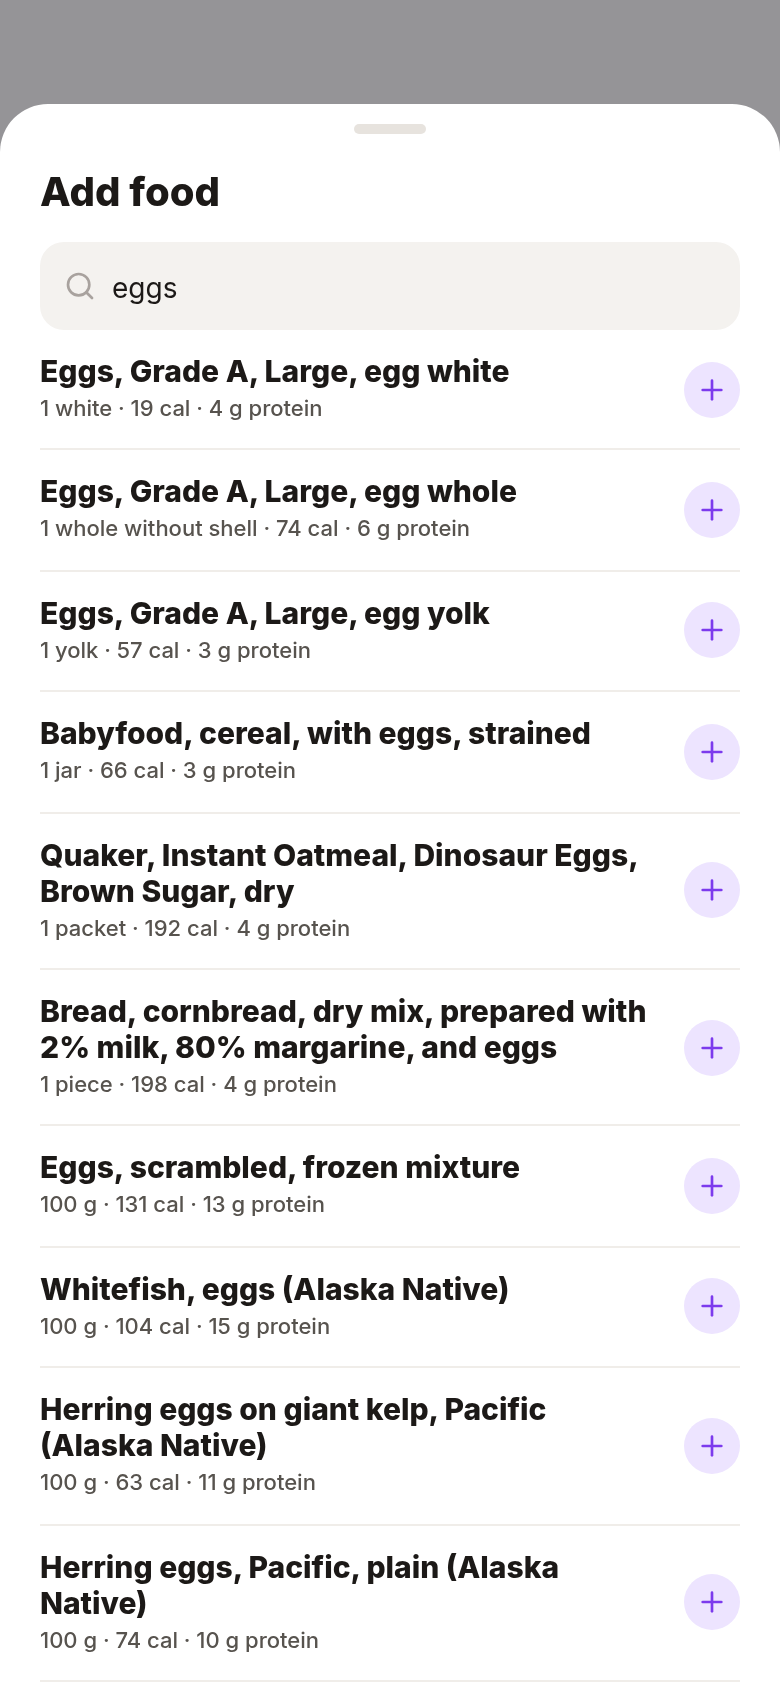 Add food
eggs
Eggs, Grade A, Large, egg white
1 white · 19 cal · 4 g protein
Eggs, Grade A, Large, egg whole
1 whole without shell · 74 cal · 6 g protein
Eggs, Grade A, Large, egg yolk
1 yolk · 57 cal · 3 g protein
Babyfood, cereal, with eggs, strained
1 jar · 66 cal · 3 g protein
Quaker, Instant Oatmeal, Dinosaur Eggs,
Brown Sugar, dry
1 packet · 192 cal · 4 g protein
Bread, cornbread, dry mix, prepared with
2% milk, 80% margarine, and eggs
1 piece · 198 cal · 4 g protein
Eggs, scrambled, frozen mixture
100 g · 131 cal · 13 g protein
Whitefish, eggs (Alaska Native)
100 g · 104 cal · 15 g protein
Herring eggs on giant kelp, Pacific
(Alaska Native)
100 g · 63 cal · 11 g protein
Herring eggs, Pacific, plain (Alaska
Native)
100 g · 74 cal · 10 g protein